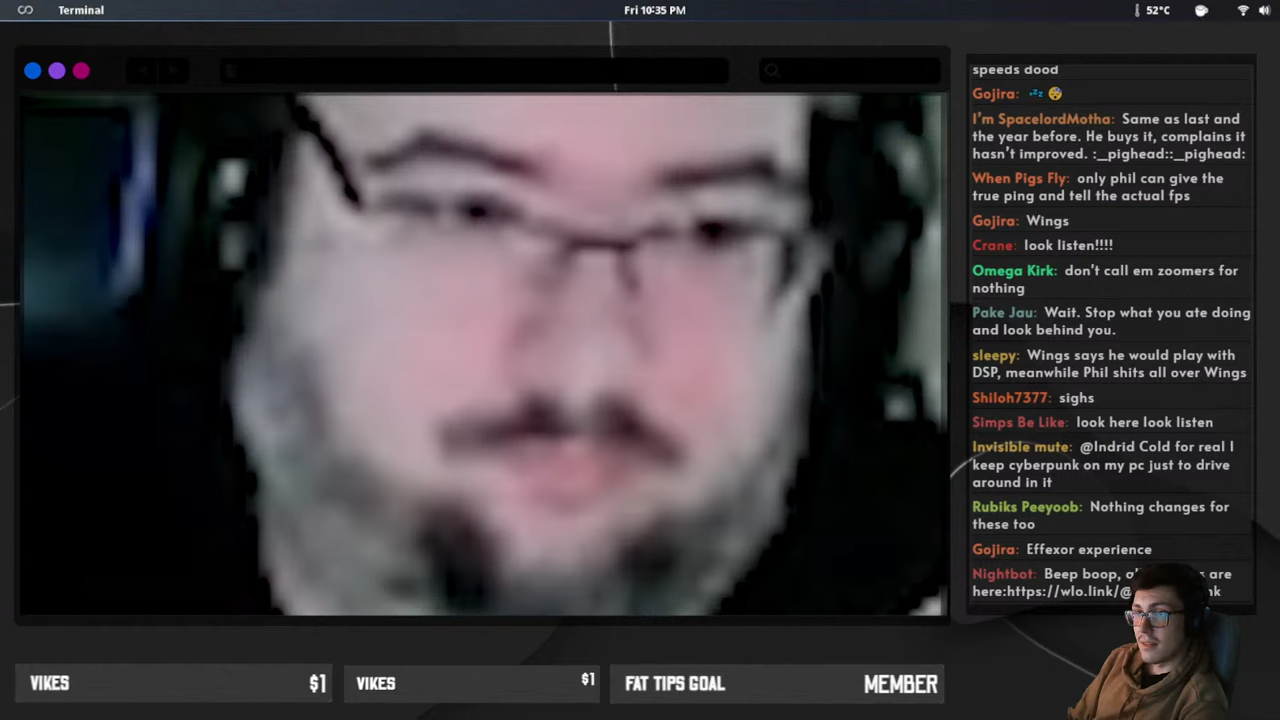 Terminal
Fri 10:35 PM
52°C
speeds dood
Gojira: 💤 😴
I'm SpacelordMotha: Same as last and
the year before. He buys it, complains it
hasn't improved. :_pighead::_pighead:
When Pigs Fly: only phil can give the
true ping and tell the actual fps
Gojira: Wings
Crane: look listen!!!!
Omega Kirk: don't call em zoomers for
nothing
Pake Jau: Wait. Stop what you ate doing
and look behind you.
sleepy: Wings says he would play with
DSP, meanwhile Phil shits all over Wings
Shiloh7377: sighs
Simps Be Like: look here look listen
Invisible mute: @Indrid Cold for real I
keep cyberpunk on my pc just to drive
around in it
Rubiks Peeyoob: Nothing changes for
these too
Gojira: Effexor experience
Nightbot: Beep boop, are
here:https://wlo.link/@
VIKES $1
VIKES $1
FAT TIPS GOAL MEMBER